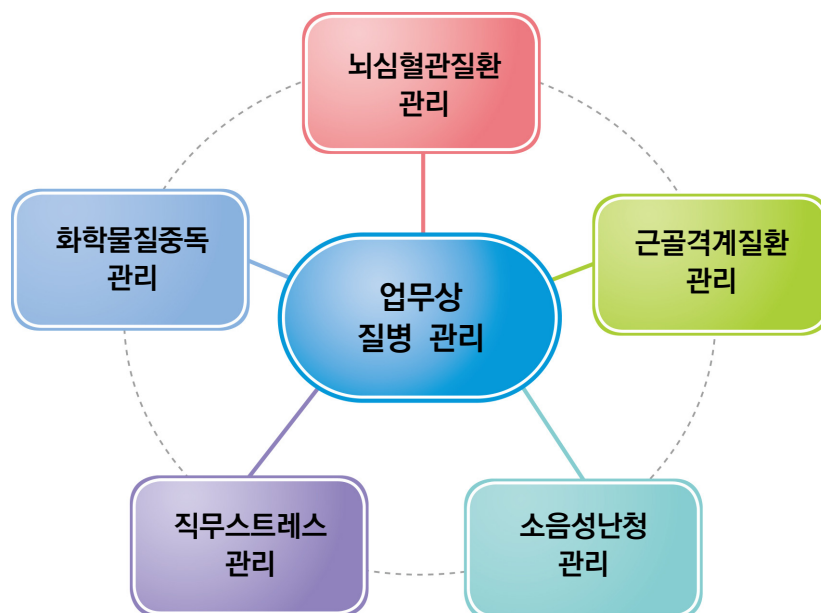 뇌심혈관질환
관리
화학물질중독
관리
근골격계질환
관리
업무상
질병 관리
직무스트레스
관리
소음성난청
관리